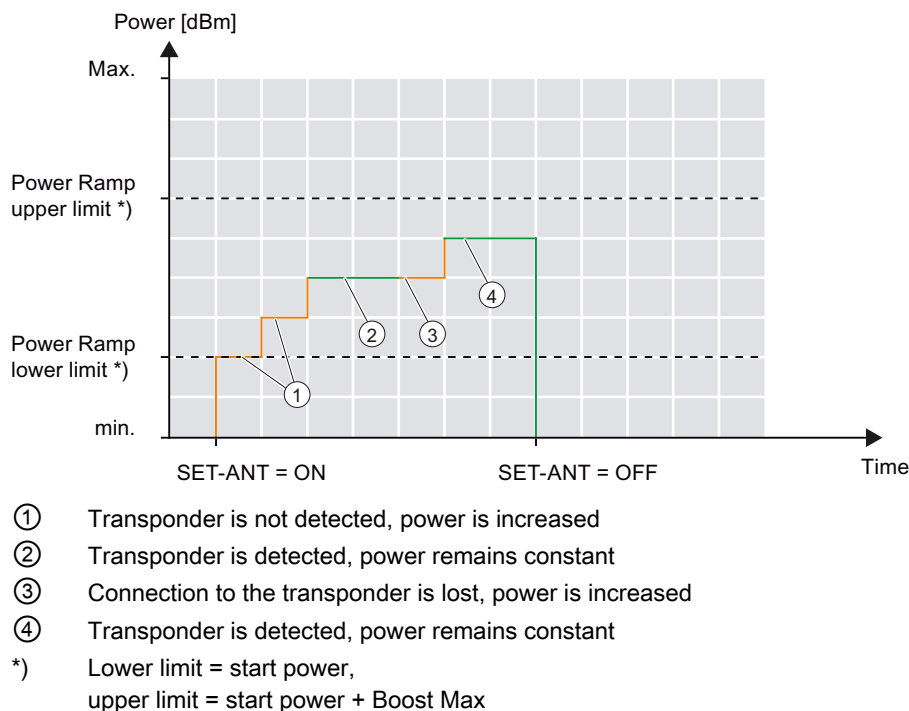 Power [dBm]
Max.
Power Ramp
upper limit *)
4
2
3
Power Ramp
lower limit *)
1
min.
SET-ANT = ON
SET-ANT = OFF
Time
① Transponder is not detected, power is increased
② Transponder is detected, power remains constant
③ Connection to the transponder is lost, power is increased
④ Transponder is detected, power remains constant
*) Lower limit = start power,
upper limit = start power + Boost Max